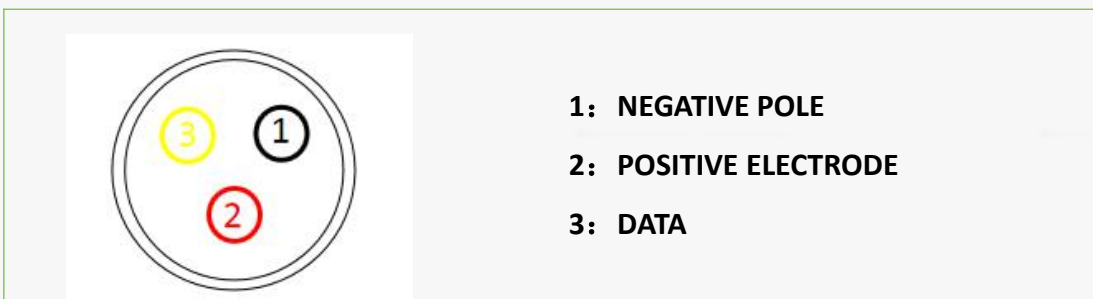 3 1
2
1：NEGATIVE POLE
2：POSITIVE ELECTRODE
3：DATA